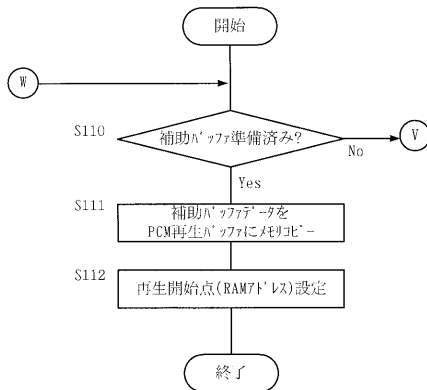 開始
W
S110
補助ﾊﾞｯﾌｧ準備済み?
V
No
Yes
S111
補助ﾊﾞｯﾌｧﾃﾞｰﾀを
PCM再生ﾊﾞｯﾌｧにﾒﾓﾘｺﾋﾟｰ
S112
再生開始点(RAMｱﾄﾞﾚｽ)設定
終了